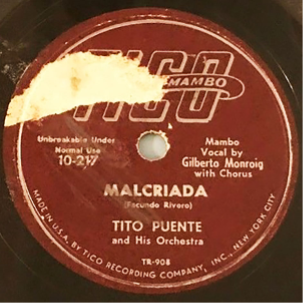 TICO
MAMBO
Unbreakable Under
Normal Use
10-217
Mambo
Vocal by
Gilberto Monroig
with Chorus
MALCRIADA
(Facundo Rivero)
TITO PUENTE
and His Orchestra
TR-908
MADE IN U.S.A. BY TICO RECORDING COMPANY, INC., NEW YORK CITY